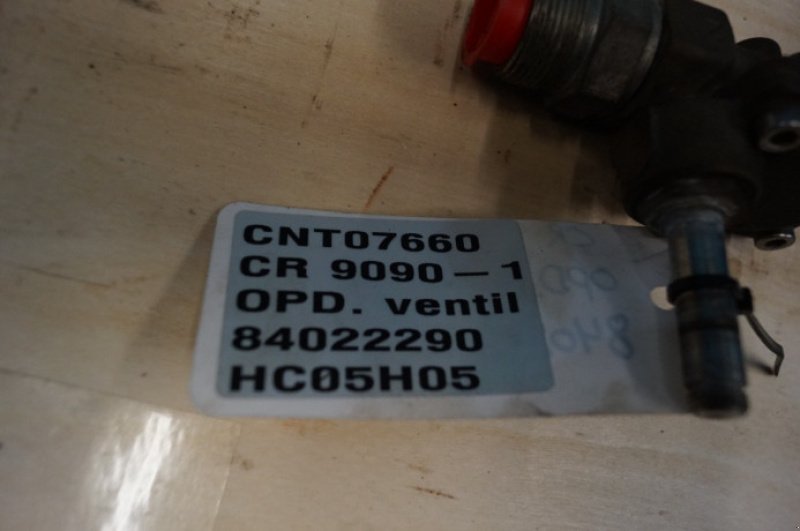 CNT07660
CR 9090-1
OPD. ventil
84022290
HC05H05